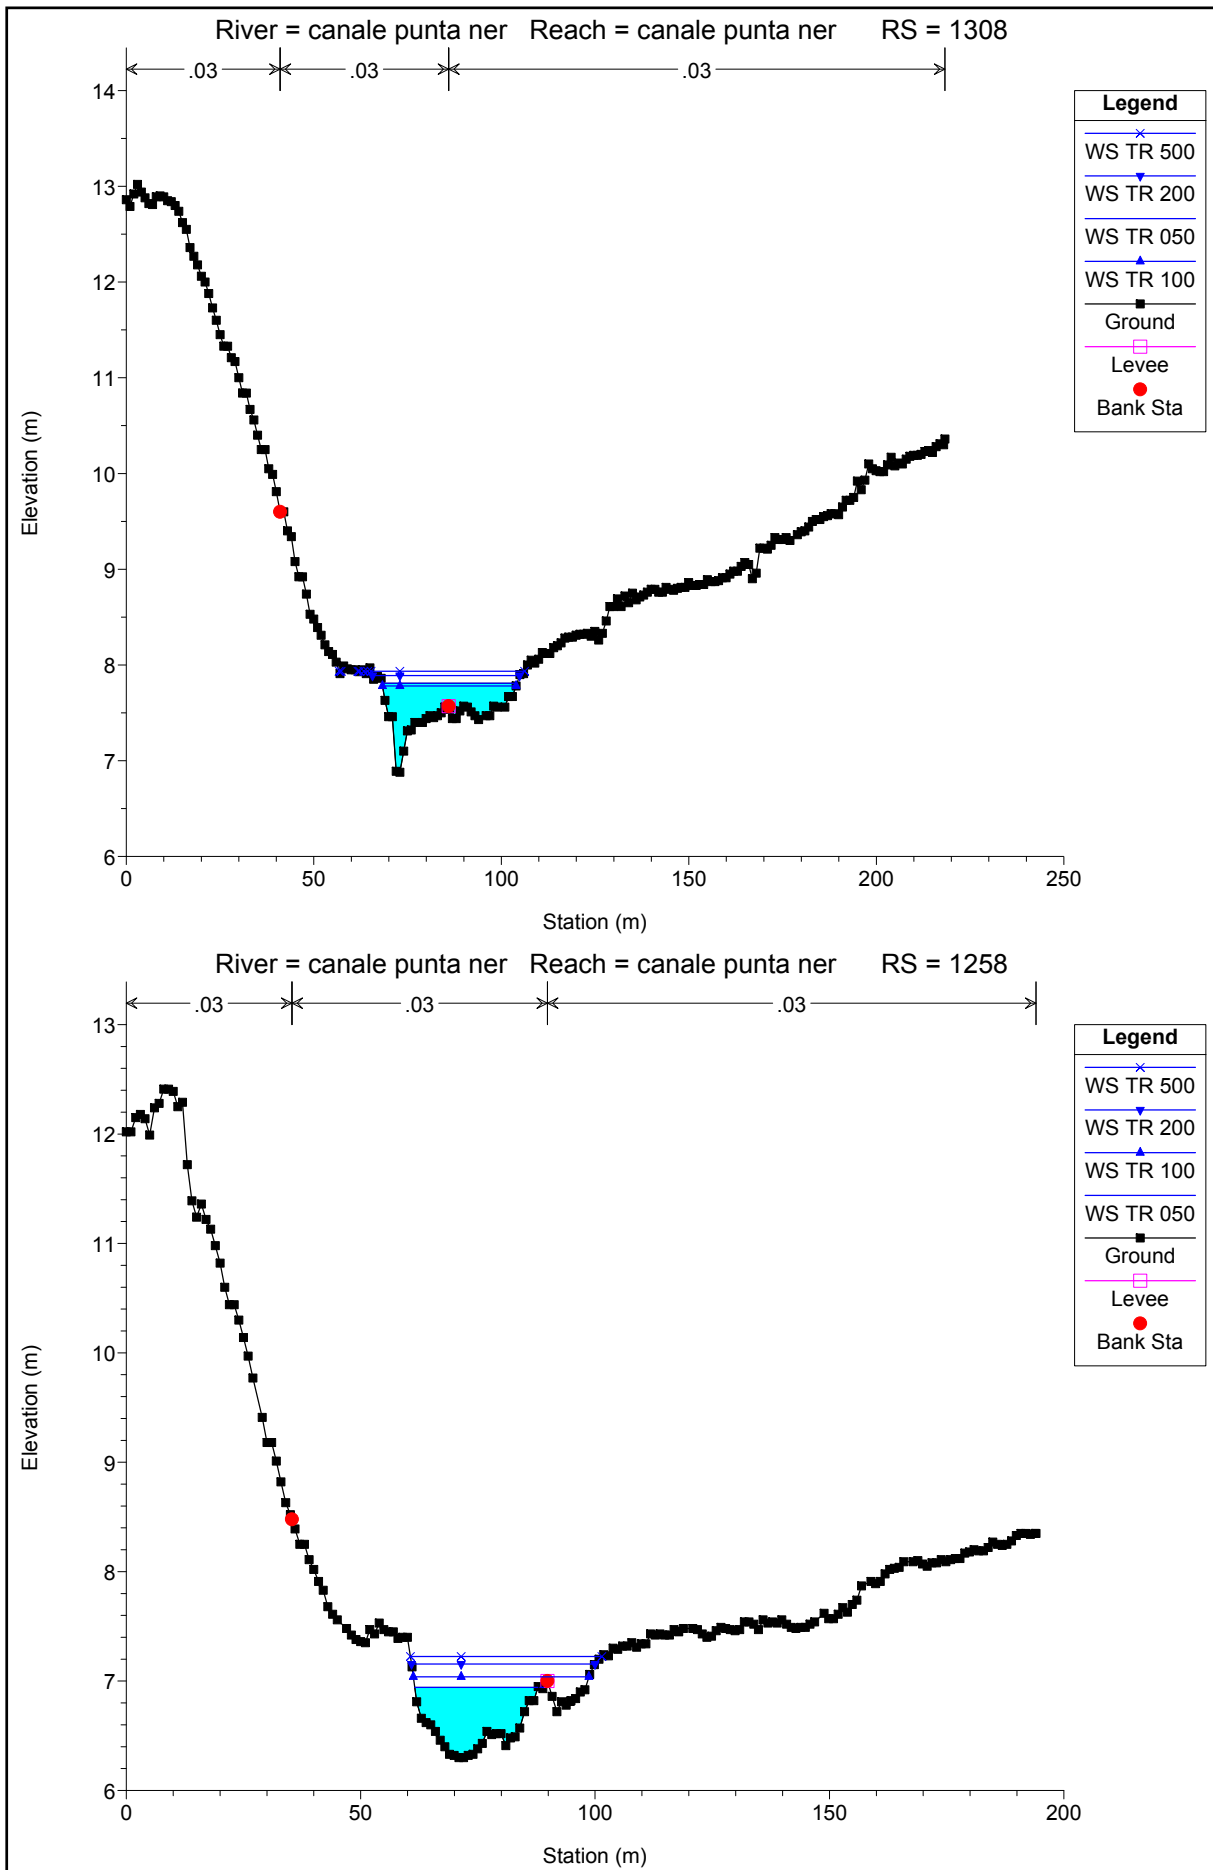 River = canale punta ner Reach = canale punta ner RS = 1308
.03 .03 .03
14
13
12
11
10
9
8
7
6
0 50 100 150 200 250
Elevation (m)
Station (m)
Legend
WS TR 500
WS TR 200
WS TR 050
WS TR 100
Ground
Levee
Bank Sta
River = canale punta ner Reach = canale punta ner RS = 1258
.03 .03 .03
13
12
11
10
9
8
7
6
0 50 100 150 200
Elevation (m)
Station (m)
Legend
WS TR 500
WS TR 200
WS TR 100
WS TR 050
Ground
Levee
Bank Sta